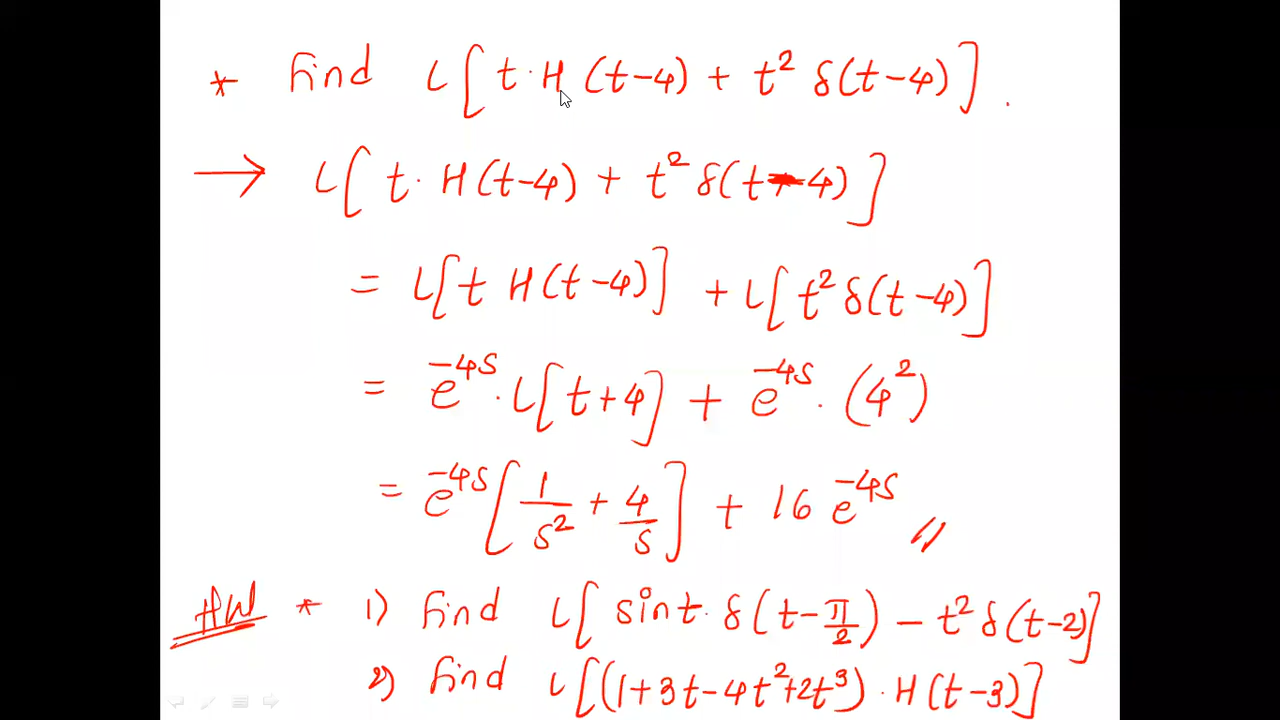 * Find L[t·H(t-4) + t² δ(t-4)].
→ L[t·H(t-4) + t² δ(t-4)]
= L[t H(t-4)] + L[t² δ(t-4)]
= e^{-4s}·L[t+4] + e^{-4s}·(4²)
= e^{-4s}[1/s² + 4/s] + 16 e^{-4s} //
HW * 1) Find L[sint·δ(t-π/2) - t² δ(t-2)]
2) Find L[(1+3t-4t²+2t³)·H(t-3)]